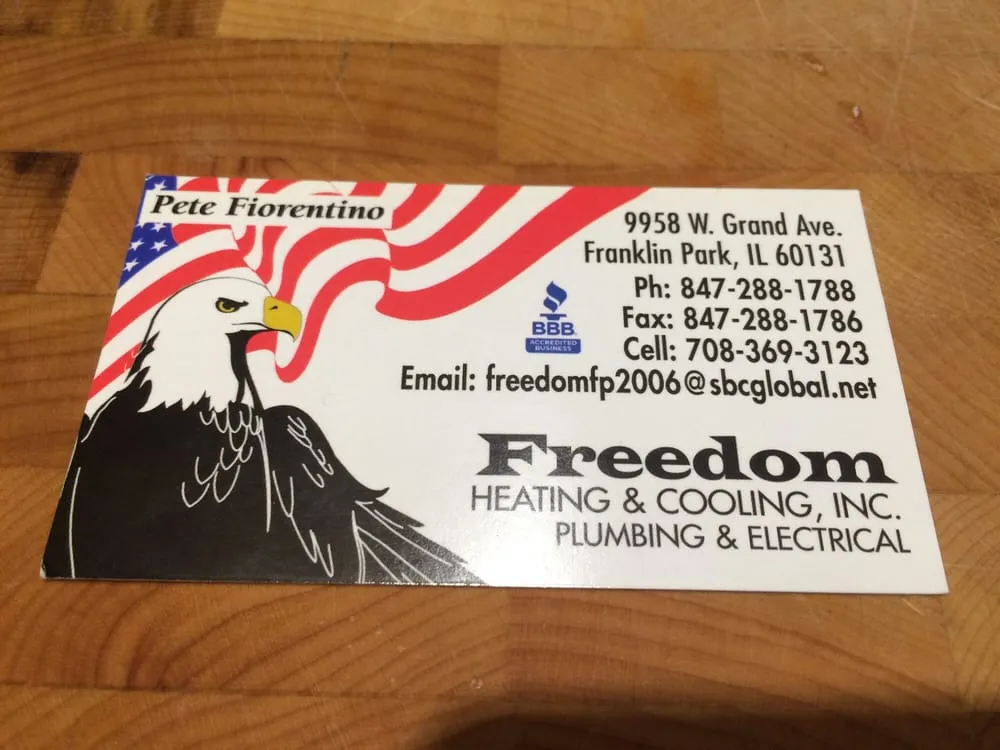 Pete Fiorentino
9958 W. Grand Ave.
Franklin Park, IL 60131
Ph: 847-288-1788
Fax: 847-288-1786
Cell: 708-369-3123
Email: freedomfp2006@sbcglobal.net
BBB
ACCREDITED
BUSINESS
Freedom
HEATING & COOLING, INC.
PLUMBING & ELECTRICAL